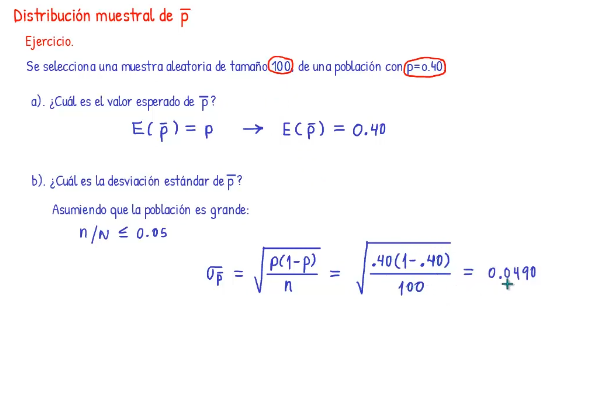 Distribución muestral de p̅
Ejercicio.
Se selecciona una muestra aleatoria de tamaño 100, de una población con p=0.40
a). ¿Cuál es el valor esperado de p̅?
E(p̅) = p → E(p̅) = 0.40
b). ¿Cuál es la desviación estándar de p̅?
Asumiendo que la población es grande:
n/N ≤ 0.05
σp̅ = √(p(1-p)/n) = √(.40(1-.40)/100) = 0.0490